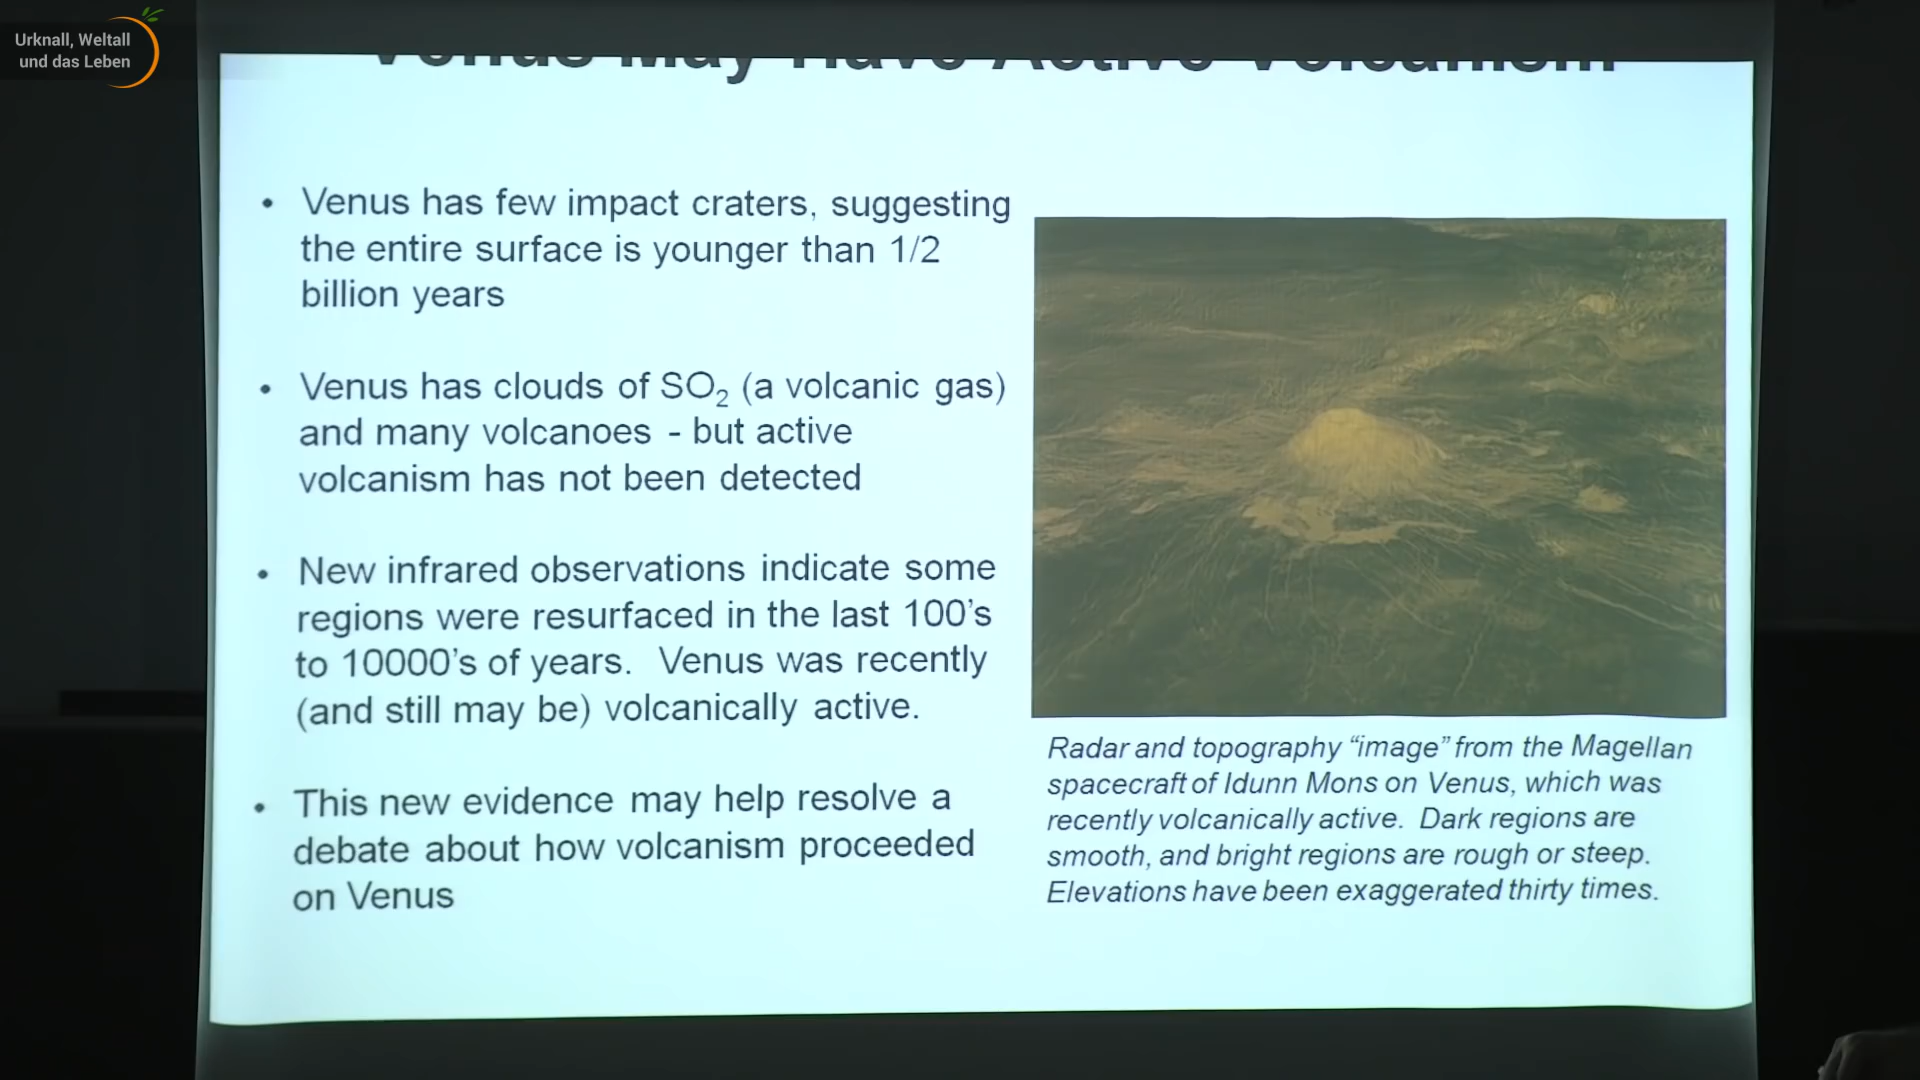 Urknall, Weltall
und das Leben
Venus May Have Active Volcanism
• Venus has few impact craters, suggesting
the entire surface is younger than 1/2
billion years
• Venus has clouds of SO₂ (a volcanic gas)
and many volcanoes - but active
volcanism has not been detected
• New infrared observations indicate some
regions were resurfaced in the last 100's
to 10000's of years. Venus was recently
(and still may be) volcanically active.
• This new evidence may help resolve a
debate about how volcanism proceeded
on Venus
Radar and topography “image” from the Magellan
spacecraft of Idunn Mons on Venus, which was
recently volcanically active. Dark regions are
smooth, and bright regions are rough or steep.
Elevations have been exaggerated thirty times.